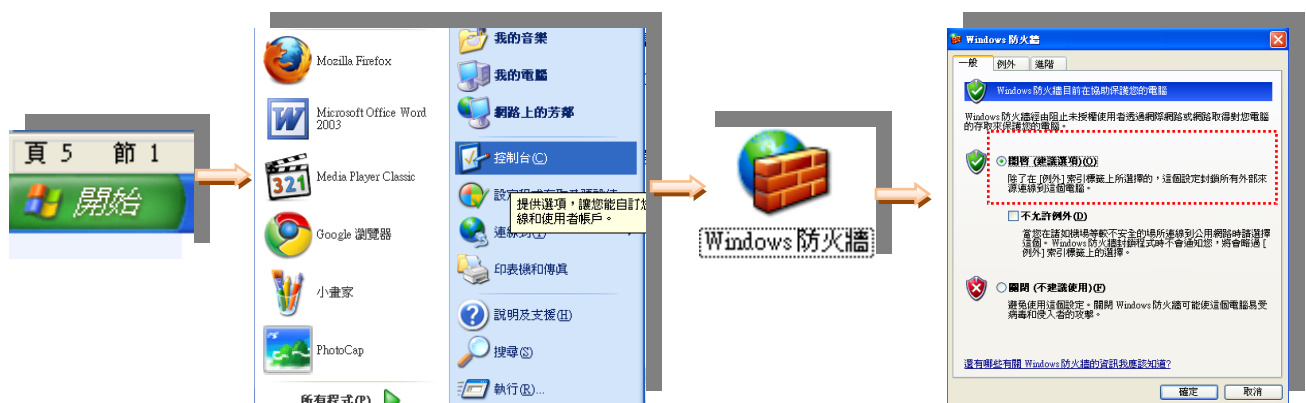 頁 5 節 1
開始
Mozilla Firefox
Microsoft Office Word
2003
Media Player Classic
Google 瀏覽器
小畫家
PhotoCap
所有程式(P)
我的音樂
我的電腦
網路上的芳鄰
控制台(C)
提供選項，讓您能自訂
線和使用者帳戶。
連線到(T)
印表機和傳真
說明及支援(H)
搜尋(S)
執行(R)...
Windows 防火牆
Windows 防火牆
一般 例外 進階
Windows 防火牆目前在協助保護您的電腦
Windows 防火牆經由阻止未授權使用者透過網際網路或網路取得對您電腦
的存取來保護您的電腦。
開啓 (建議選項)(O)
除了在 [例外] 索引標籤上所選擇的，這個設定封鎖所有外部來
源連線到這個電腦。
不允許例外(D)
當您在諸如機場等較不安全的場所連線到公用網路時請選擇
這個。Windows 防火牆封鎖程式時不會通知您，將會略過 [
例外] 索引標籤上的選擇。
關閉 (不建議使用)(F)
避免使用這個設定。關閉 Windows 防火牆可能使這個電腦易受
病毒和侵入者的攻擊。
還有哪些有關 Windows 防火牆的資訊我應該知道?
確定 取消